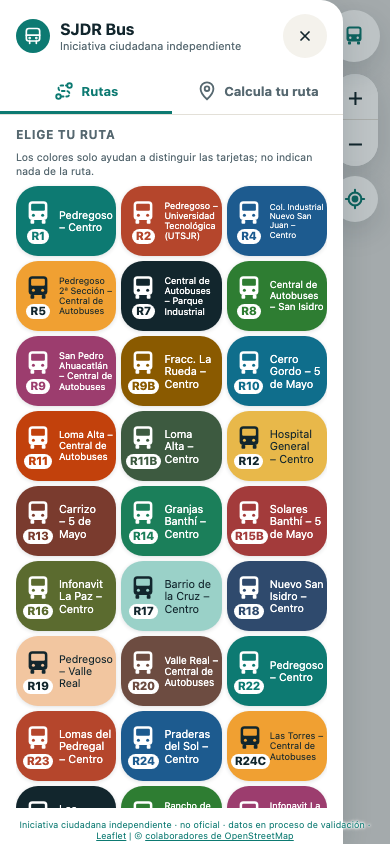 SJDR Bus
Iniciativa ciudadana independiente
Rutas
Calcula tu ruta
ELIGE TU RUTA
Los colores solo ayudan a distinguir las tarjetas; no indican
nada de la ruta.
R1
Pedregoso
– Centro
R2
Pedregoso –
Universidad
Tecnológica
(UTSJR)
R4
Col. Industrial
Nuevo San
Juan –
Centro
R5
Pedregoso
2ª Sección –
Central de
Autobuses
R7
Central de
Autobuses
– Parque
Industrial
R8
Central de
Autobuses
– San Isidro
R9
San Pedro
Ahuacatlán
– Central de
Autobuses
R9B
Fracc. La
Rueda –
Centro
R10
Cerro
Gordo – 5
de Mayo
R11
Loma Alta –
Central de
Autobuses
R11B
Loma
Alta –
Centro
R12
Hospital
General
– Centro
R13
Carrizo
– 5 de
Mayo
R14
Granjas
Banthí –
Centro
R15B
Solares
Banthí – 5
de Mayo
R16
Infonavit
La Paz –
Centro
R17
Barrio de
la Cruz –
Centro
R18
Nuevo San
Isidro –
Centro
R19
Pedregoso
– Valle
Real
R20
Valle Real –
Central de
Autobuses
R22
Pedregoso
– Centro
R23
Lomas del
Pedregal
– Centro
R24
Praderas
del Sol –
Centro
R24C
Las Torres –
Central de
Autobuses
Rancho de
Infonavit La
Iniciativa ciudadana independiente · no oficial · datos en proceso de validación –
Leaflet | © colaboradores de OpenStreetMap